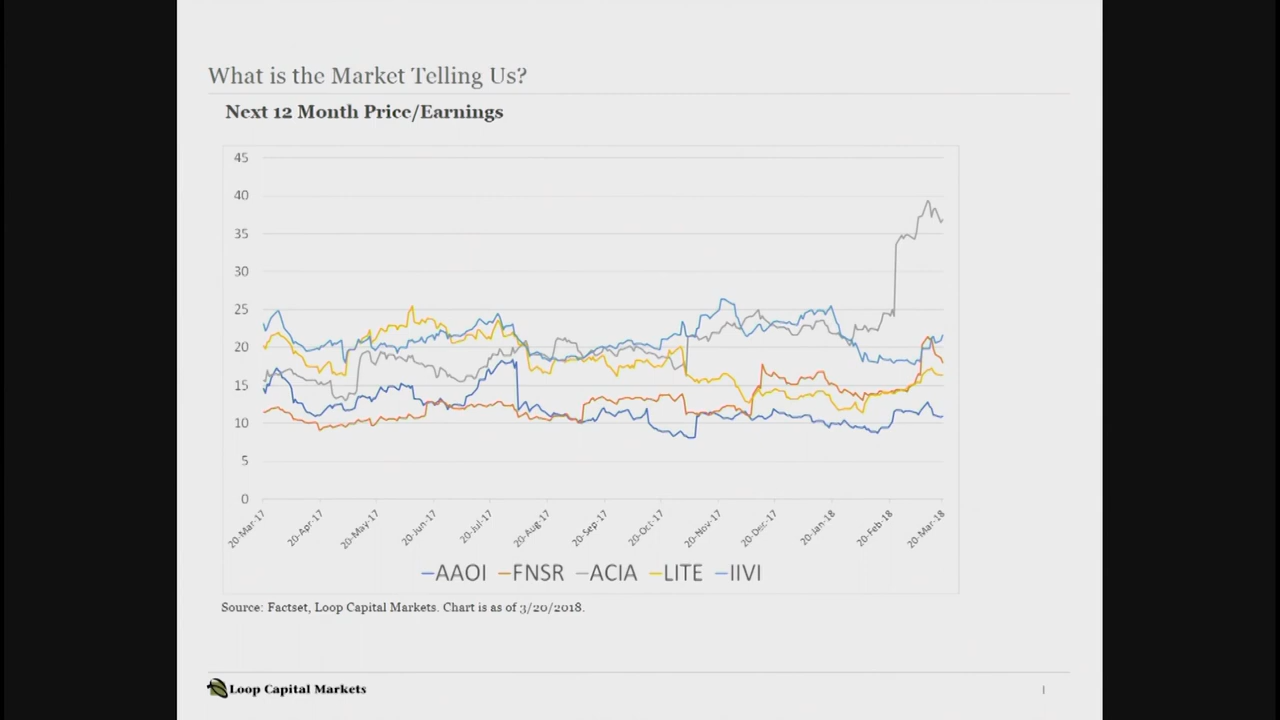 What is the Market Telling Us?
Next 12 Month Price/Earnings
45
40
35
30
25
20
15
10
5
0
20-Mar-17
20-Apr-17
20-May-17
20-Jun-17
20-Jul-17
20-Aug-17
20-Sep-17
20-Oct-17
20-Nov-17
20-Dec-17
20-Jan-18
20-Feb-18
20-Mar-18
AAOI FNSR ACIA LITE IIVI
Source: Factset, Loop Capital Markets. Chart is as of 3/20/2018.
Loop Capital Markets
1